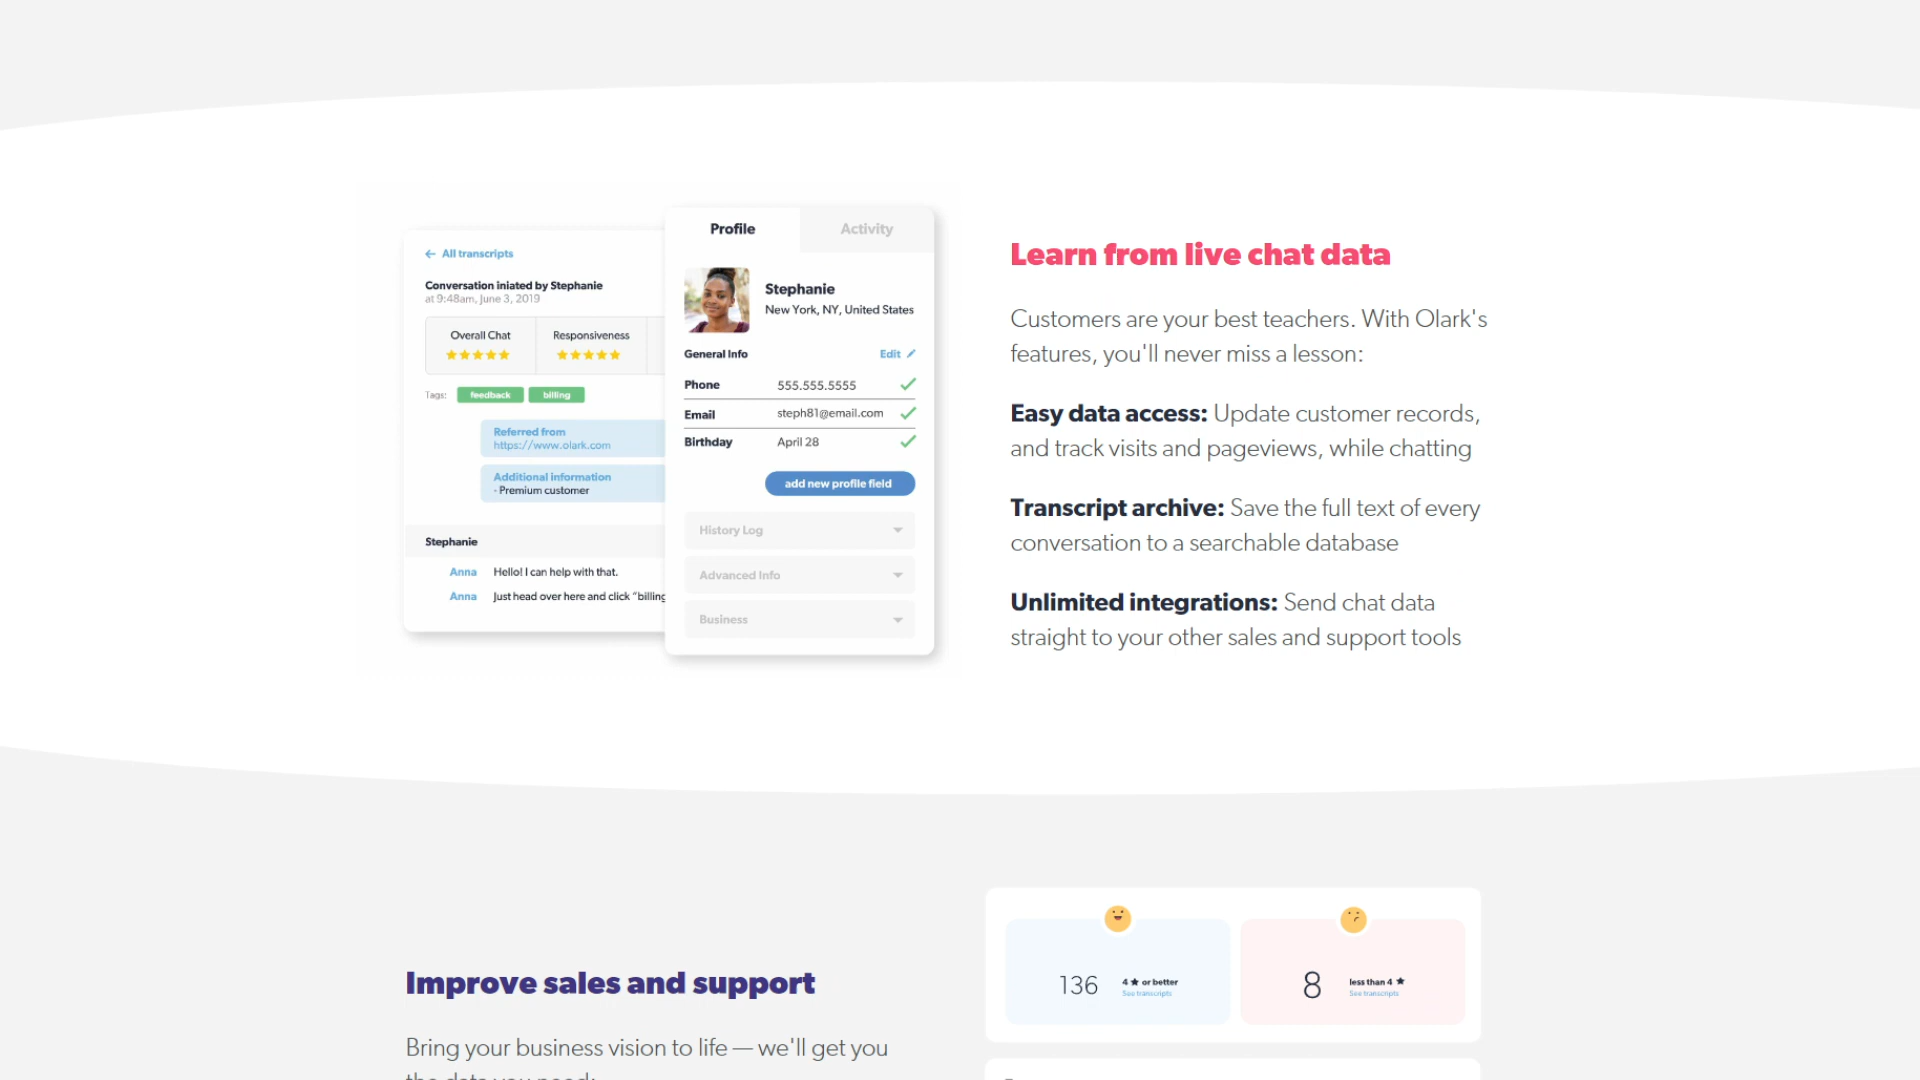 All transcripts
Conversation iniated by Stephanie
at 9:48am, June 3, 2019
Overall Chat
Responsiveness
Tags:
feedback
billing
Referred from
https://www.olark.com
Additional information
- Premium customer
Stephanie
Anna Hello! I can help with that.
Anna Just head over here and click "billing
Profile
Activity
Stephanie
New York, NY, United States
General Info
Edit
Phone 555.555.5555
Email steph81@email.com
Birthday April 28
add new profile field
History Log
Advanced Info
Business
Learn from live chat data
Customers are your best teachers. With Olark's
features, you'll never miss a lesson:
Easy data access: Update customer records,
and track visits and pageviews, while chatting
Transcript archive: Save the full text of every
conversation to a searchable database
Unlimited integrations: Send chat data
straight to your other sales and support tools
Improve sales and support
Bring your business vision to life — we'll get you
the data you need:
136
4 ★ or better
See transcripts
8
less than 4 ★
See transcripts